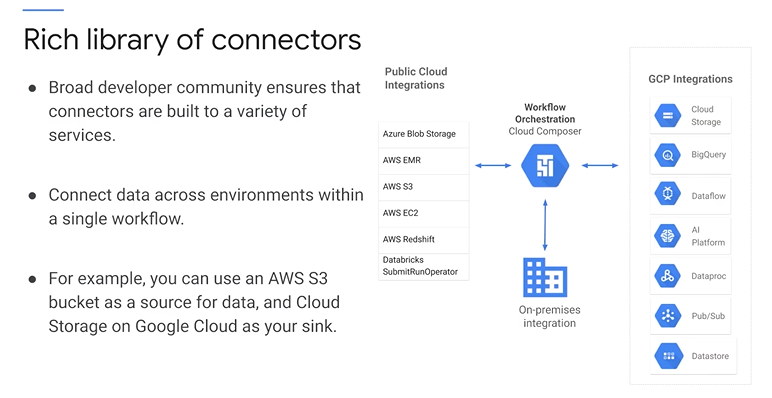 Rich library of connectors
● Broad developer community ensures that
connectors are built to a variety of
services.
● Connect data across environments within
a single workflow.
● For example, you can use an AWS S3
bucket as a source for data, and Cloud
Storage on Google Cloud as your sink.
Public Cloud
Integrations
Azure Blob Storage
AWS EMR
AWS S3
AWS EC2
AWS Redshift
Databricks
SubmitRunOperator
Workflow
Orchestration
Cloud Composer
On-premises
integration
GCP Integrations
Cloud
Storage
BigQuery
Dataflow
AI
Platform
Dataproc
Pub/Sub
Datastore